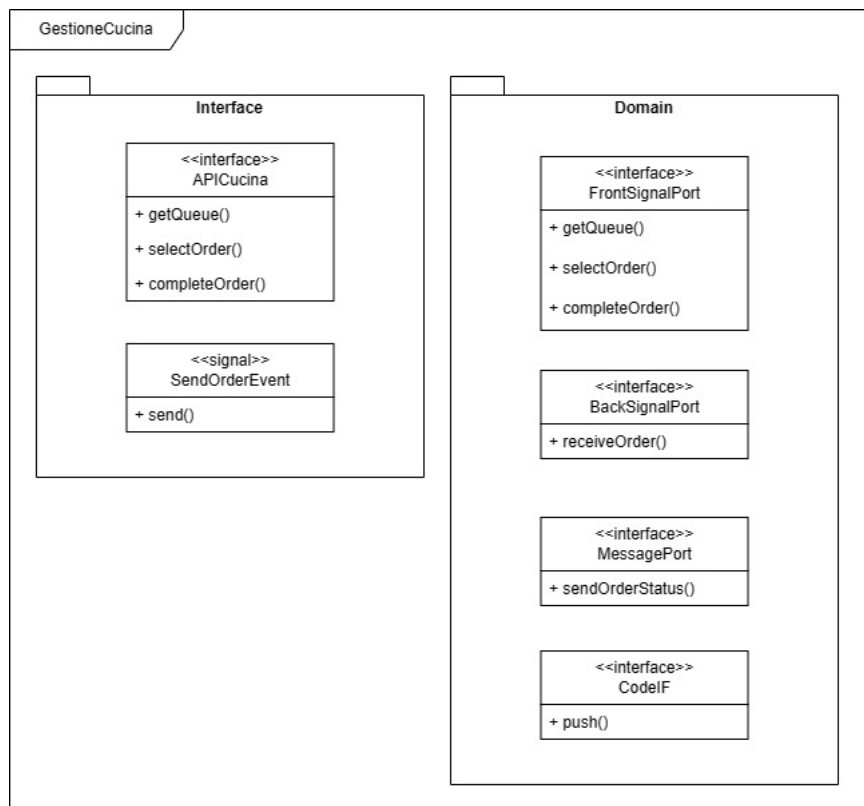 GestioneCucina
Interface
<<interface>>
APICucina
+ getQueue()
+ selectOrder()
+ completeOrder()
<<signal>>
SendOrderEvent
+ send()
Domain
<<interface>>
FrontSignalPort
+ getQueue()
+ selectOrder()
+ completeOrder()
<<interface>>
BackSignalPort
+ receiveOrder()
<<interface>>
MessagePort
+ sendOrderStatus()
<<interface>>
CodeIF
+ push()